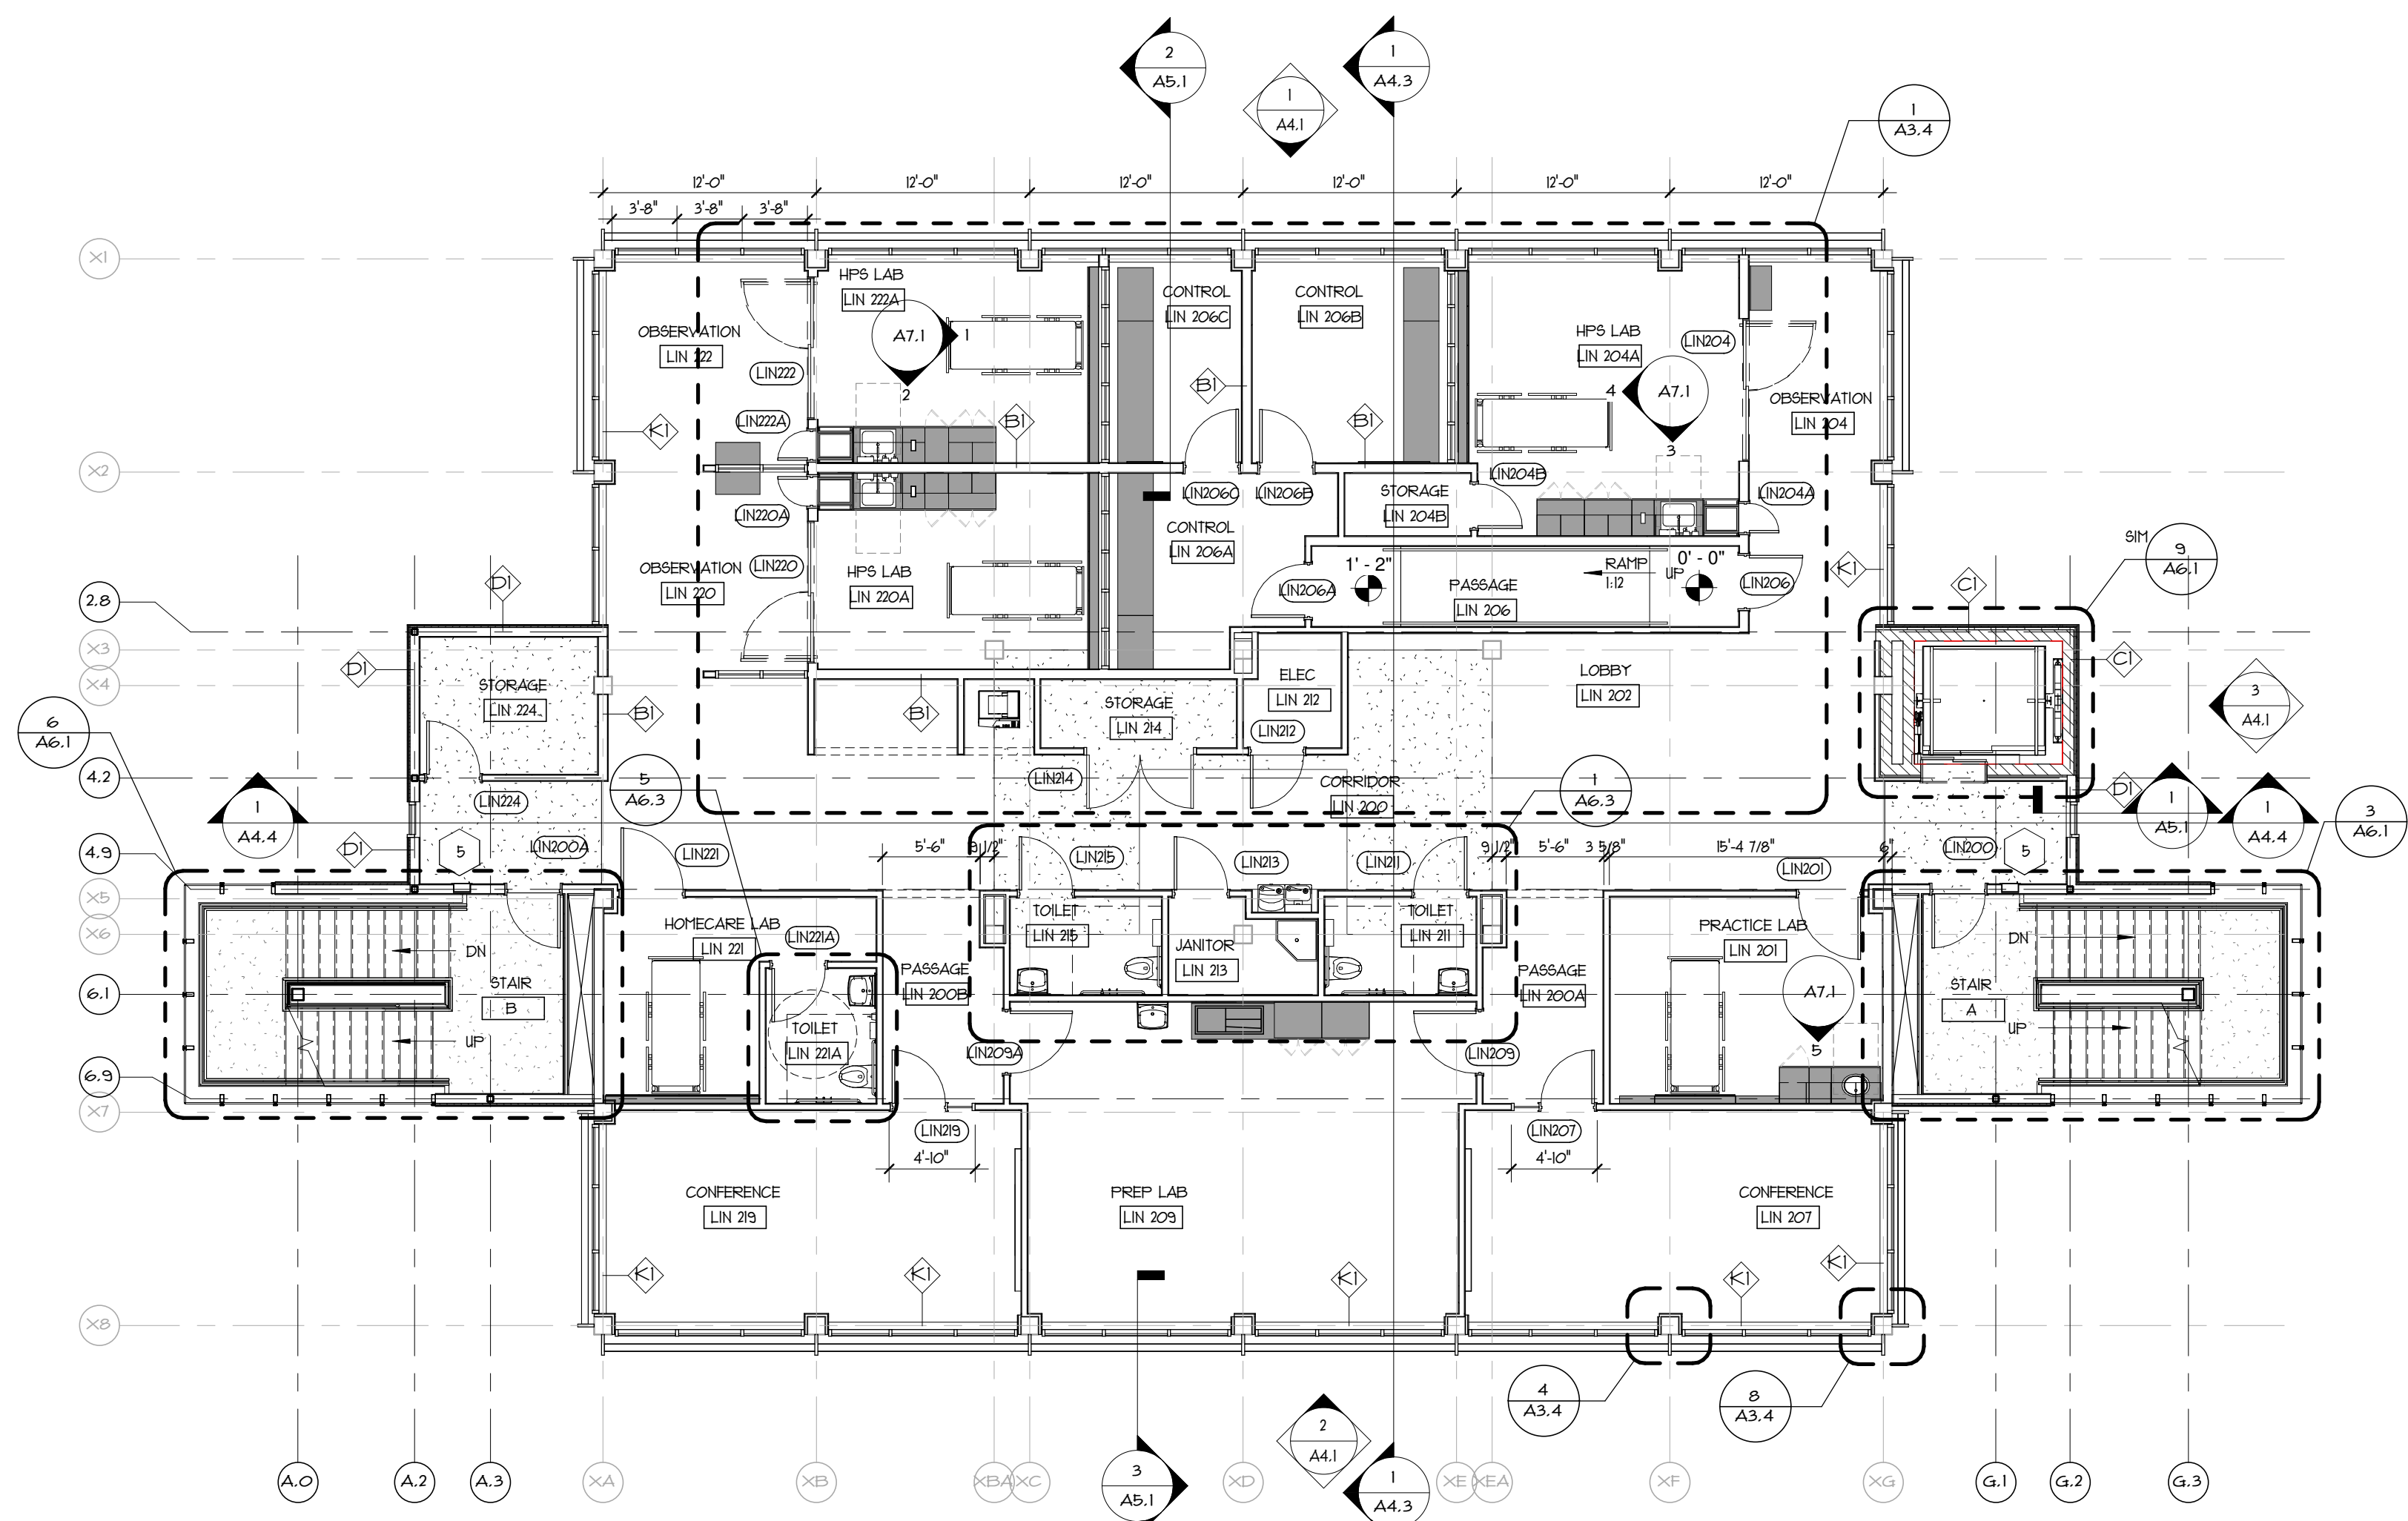 2
A5.1
1
A4.3
1
A4.1
1
A3.4
12'-0"
12'-0"
12'-0"
12'-0"
12'-0"
12'-0"
3'-8"
3'-8"
3'-8"
X1
HPS LAB
LIN 222A
CONTROL
LIN 206C
CONTROL
LIN 206B
OBSERVATION
LIN 222
A7.1
1
2
HPS LAB
LIN 204A
LIN204
LIN222
B1
4
A7.1
3
OBSERVATION
LIN 204
K1
LIN222A
B1
B1
X2
LIN206C
LIN206B
LIN204B
STORAGE
LIN 204B
LIN204A
LIN220A
CONTROL
LIN 206A
SIM
9
A6.1
OBSERVATION
LIN 220
LIN220
HPS LAB
LIN 220A
LIN206A
1' - 2"
PASSAGE
LIN 206
RAMP
1:12
UP
0' - 0"
LIN206
K1
C1
D1
2.8
X3
D1
C1
X4
STORAGE
LIN 224
B1
B1
STORAGE
LIN 214
ELEC
LIN 212
LIN212
LOBBY
LIN 202
3
A4.1
6
A6.1
4.2
5
A6.3
LIN214
CORRIDOR
LIN 200
1
A6.3
D1
1
A4.4
LIN224
1
A5.1
1
A4.4
3
A6.1
4.9
D1
5
LIN200A
LIN221
5'-6"
9 1/2"
LIN215
LIN213
LIN211
9 1/2"
5'-6"
3 5/8"
15'-4 7/8"
6"
LIN201
LIN200
5
X5
X6
HOMECARE LAB
LIN 221
LIN221A
TOILET
LIN 215
JANITOR
LIN 213
TOILET
LIN 211
PRACTICE LAB
LIN 201
DN
DN
6.1
STAIR
B
PASSAGE
LIN 200B
PASSAGE
LIN 200A
A7.1
5
STAIR
A
UP
UP
TOILET
LIN 221A
LIN209A
LIN209
6.9
X7
LIN219
4'-10"
LIN207
4'-10"
CONFERENCE
LIN 219
PREP LAB
LIN 209
CONFERENCE
LIN 207
K1
K1
K1
K1
K1
X8
4
A3.4
8
A3.4
2
A4.1
3
A5.1
1
A4.3
A.0
A.2
A.3
XA
XB
XBA
XC
XD
XE
XEA
XF
XG
G.1
G.2
G.3